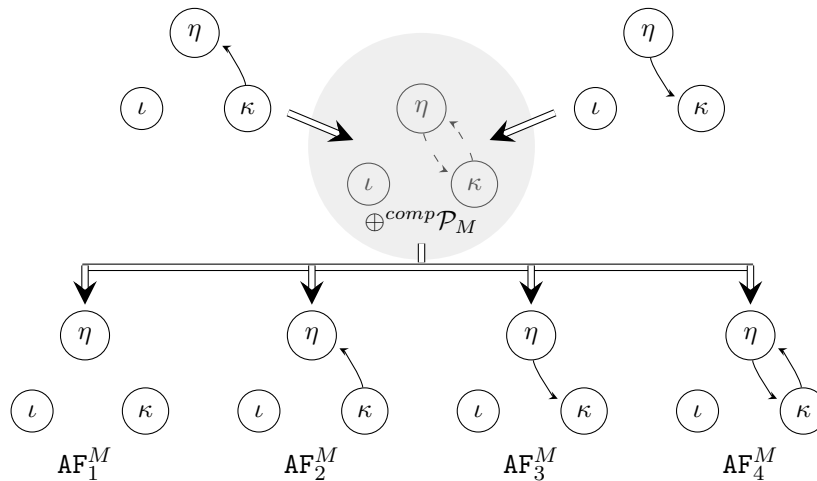 η η
ι κ η ι κ
ι κ
⊕^{comp}𝒫_M
η η η η
ι κ ι κ ι κ ι κ
AF_1^M AF_2^M AF_3^M AF_4^M